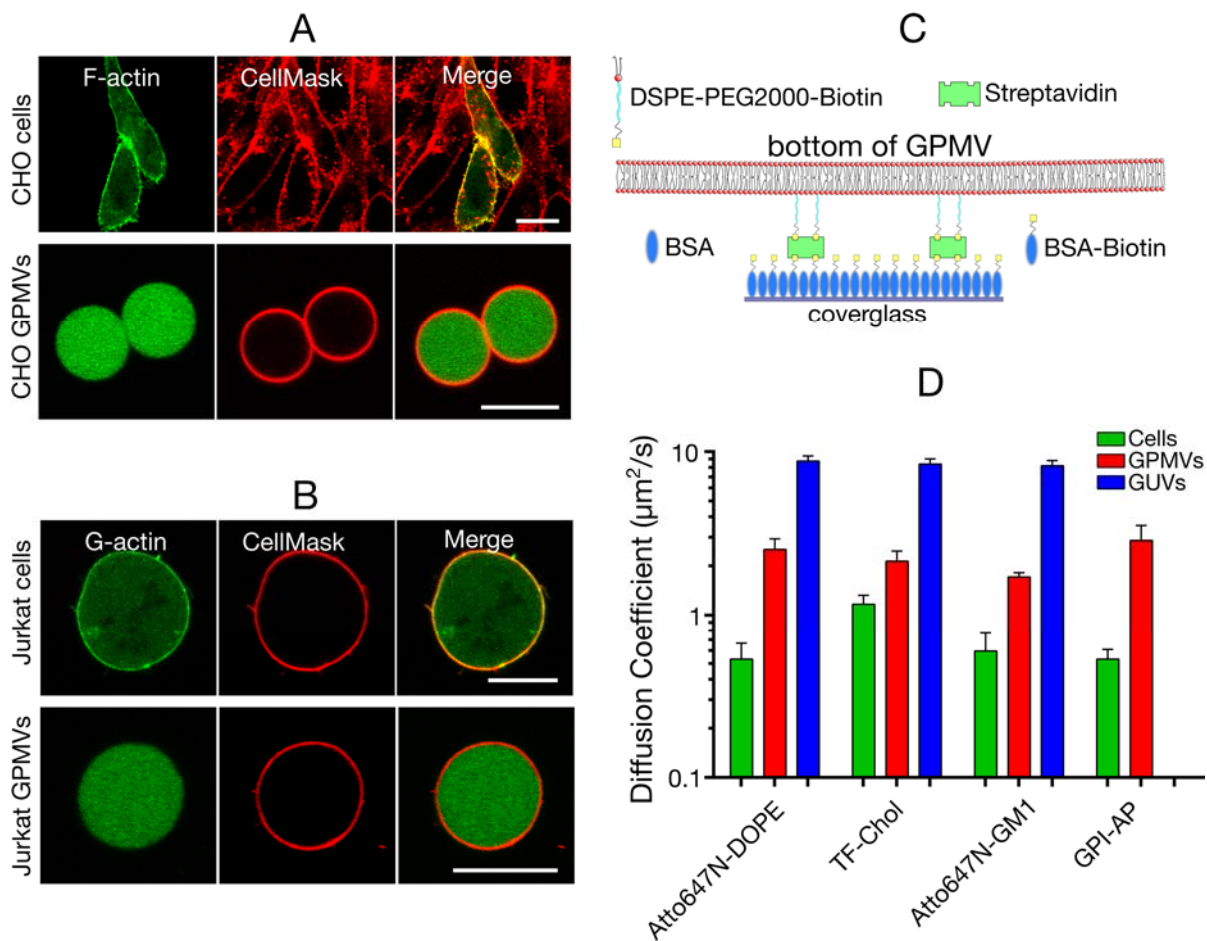 A
F-actin
CellMask
Merge
CHO cells
CHO GPMVs
B
G-actin
CellMask
Merge
Jurkat cells
Jurkat GPMVs
C
DSPE-PEG2000-Biotin
Streptavidin
bottom of GPMV
BSA
BSA-Biotin
coverglass
D
Diffusion Coefficient (μm²/s)
10
1
0.1
Cells
GPMVs
GUVs
Atto647N-DOPE
TF-Chol
Atto647N-GM1
GPI-AP